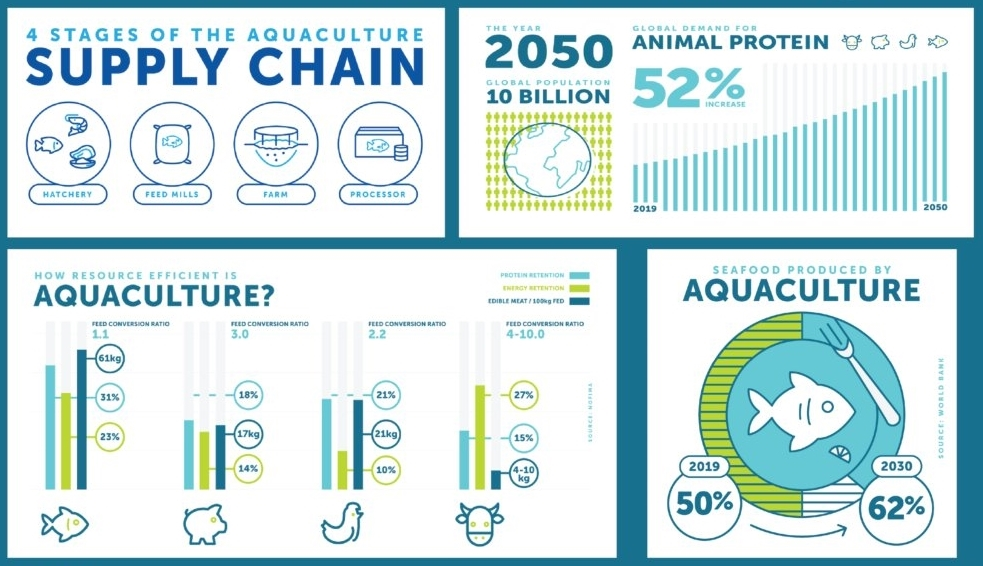 4 STAGES OF THE AQUACULTURE
SUPPLY CHAIN
HATCHERY
FEED MILLS
FARM
PROCESSOR
THE YEAR
2050
GLOBAL POPULATION
10 BILLION
GLOBAL DEMAND FOR
ANIMAL PROTEIN
52%
INCREASE
2019
2050
HOW RESOURCE EFFICIENT IS
AQUACULTURE?
PROTEIN RETENTION
ENERGY RETENTION
EDIBLE MEAT / 100kg FED
FEED CONVERSION RATIO
1.1
61kg
31%
23%
FEED CONVERSION RATIO
3.0
18%
17kg
14%
FEED CONVERSION RATIO
2.2
21%
21kg
10%
FEED CONVERSION RATIO
4-10.0
27%
15%
4-10
kg
SEAFOOD PRODUCED BY
AQUACULTURE
2019
50%
2030
62%
SOURCE: WORLD BANK